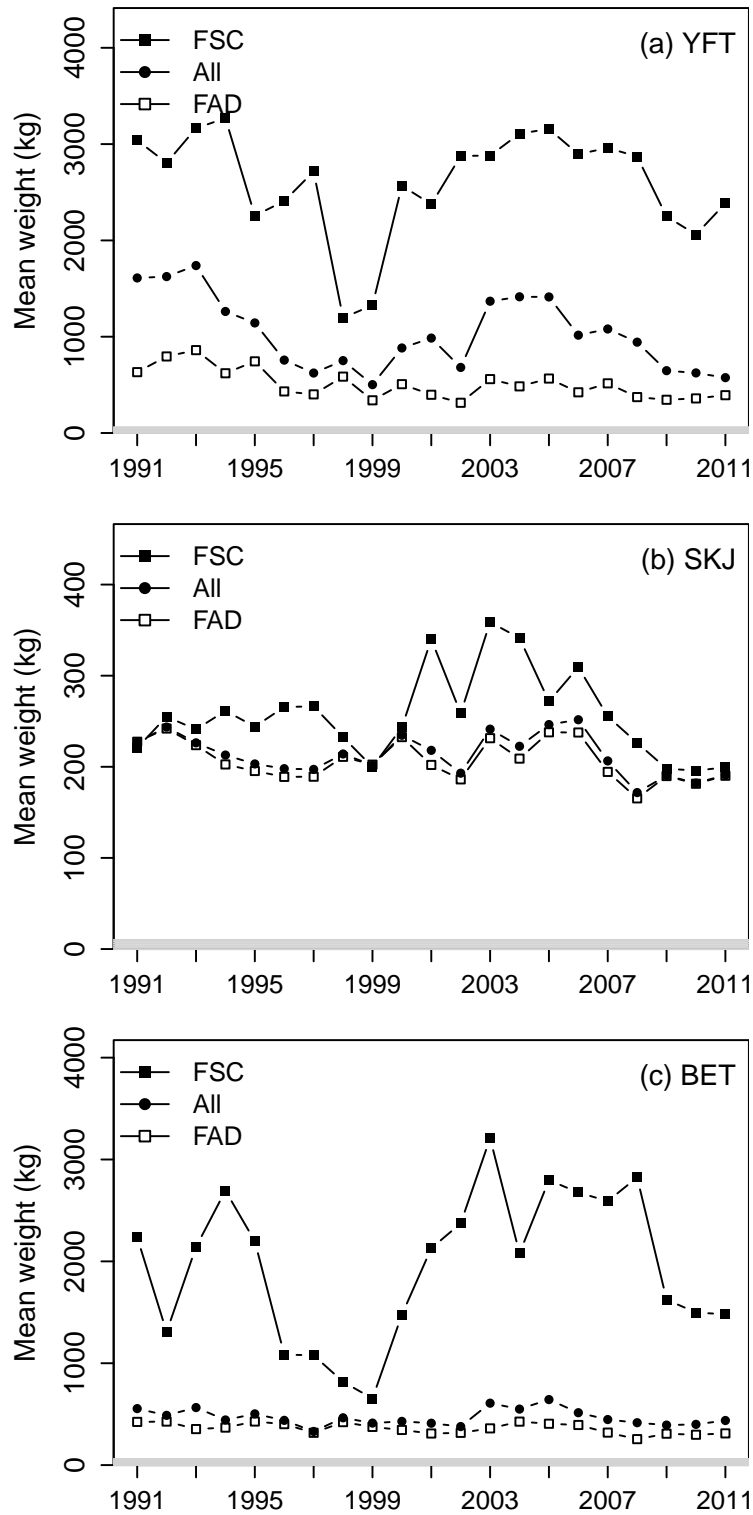 (a) YFT
FSC
All
FAD
Mean weight (kg)
4000
3000
2000
1000
0
1991 1995 1999 2003 2007 2011
(b) SKJ
FSC
All
FAD
Mean weight (kg)
400
300
200
100
0
1991 1995 1999 2003 2007 2011
(c) BET
FSC
All
FAD
Mean weight (kg)
4000
3000
2000
1000
0
1991 1995 1999 2003 2007 2011